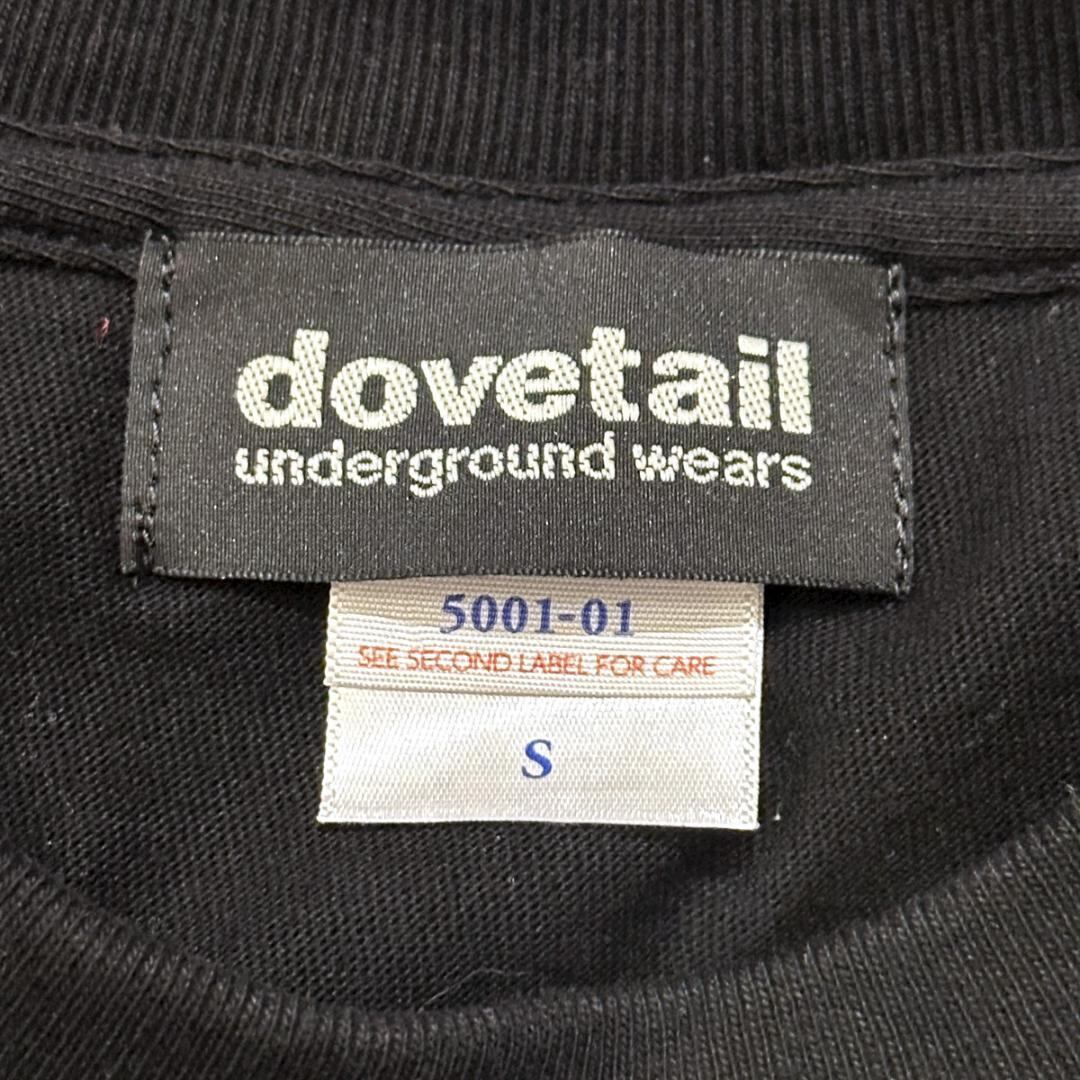 dovetail
underground wears
5001-01
SEE SECOND LABEL FOR CARE
S